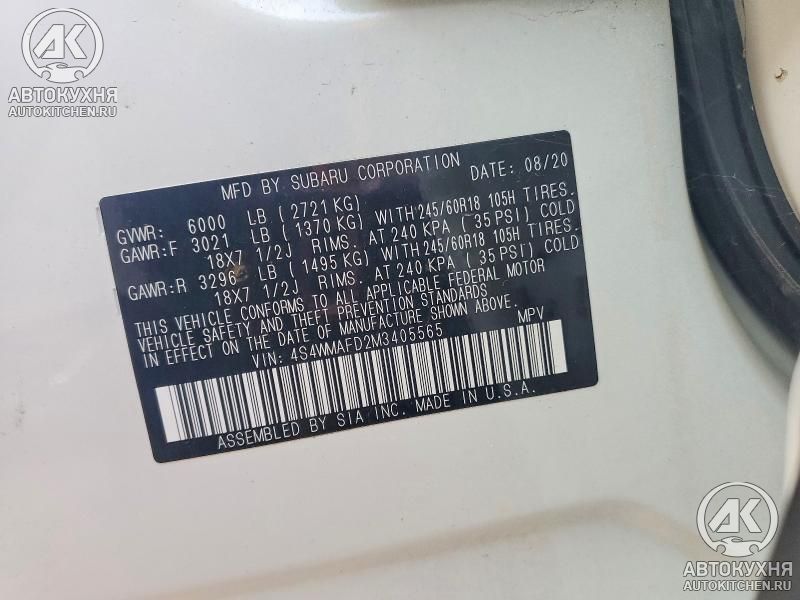 AK
АВТОКУХНЯ
AUTOKITCHEN.RU
MFD BY SUBARU CORPORATION DATE: 08/20
GVWR: 6000 LB (2721 KG)
GAWR:F 3021 LB (1370 KG) WITH 245/60R18 105H TIRES.
18X7 1/2J RIMS. AT 240 KPA (35 PSI) COLD
GAWR:R 3296 LB (1495 KG) WITH 245/60R18 105H TIRES.
18X7 1/2J RIMS. AT 240 KPA (35 PSI) COLD
THIS VEHICLE CONFORMS TO ALL APPLICABLE FEDERAL MOTOR
VEHICLE SAFETY AND THEFT PREVENTION STANDARDS
IN EFFECT ON THE DATE OF MANUFACTURE SHOWN ABOVE.
VIN: 4S4WMAFD2M3405565 MPV
ASSEMBLED BY SIA INC. MADE IN U.S.A.
AK
АВТОКУХНЯ
AUTOKITCHEN.RU